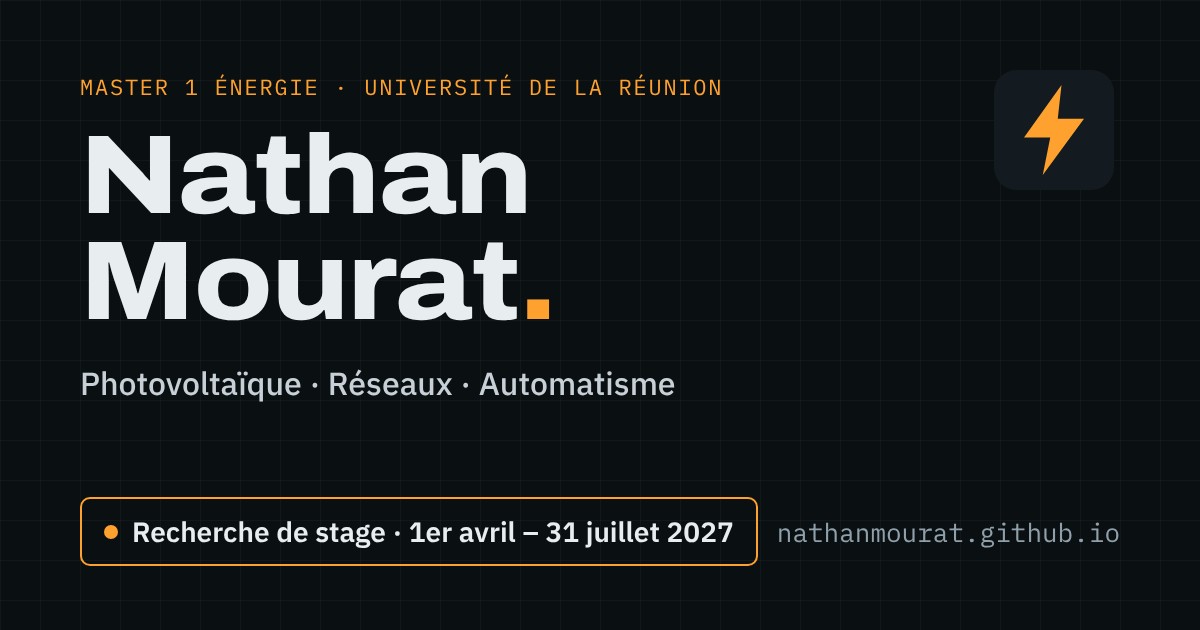 MASTER 1 ÉNERGIE · UNIVERSITÉ DE LA RÉUNION
Nathan
Mourat.
Photovoltaïque · Réseaux · Automatisme
Recherche de stage · 1er avril – 31 juillet 2027
nathanmourat.github.io